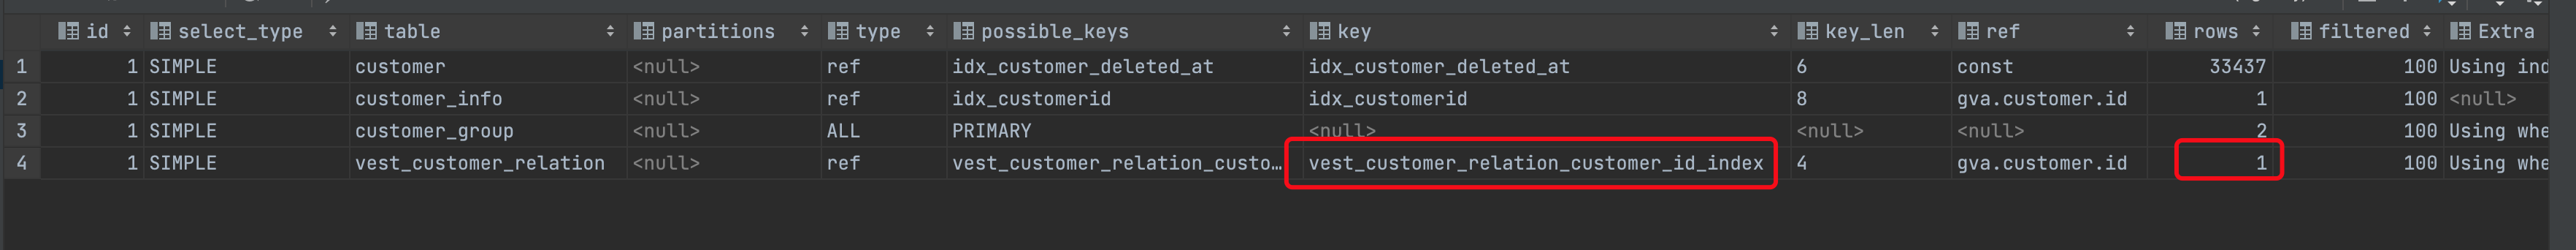 id select_type table partitions type possible_keys key key_len ref rows filtered Extra
1 1 SIMPLE customer <null> ref idx_customer_deleted_at idx_customer_deleted_at 6 const 33437 100 Using ind
2 1 SIMPLE customer_info <null> ref idx_customerid idx_customerid 8 gva.customer.id 1 100 <null>
3 1 SIMPLE customer_group <null> ALL PRIMARY <null> <null> <null> 2 100 Using whe
4 1 SIMPLE vest_customer_relation <null> ref vest_customer_relation_custo… vest_customer_relation_customer_id_index 4 gva.customer.id 1 100 Using whe